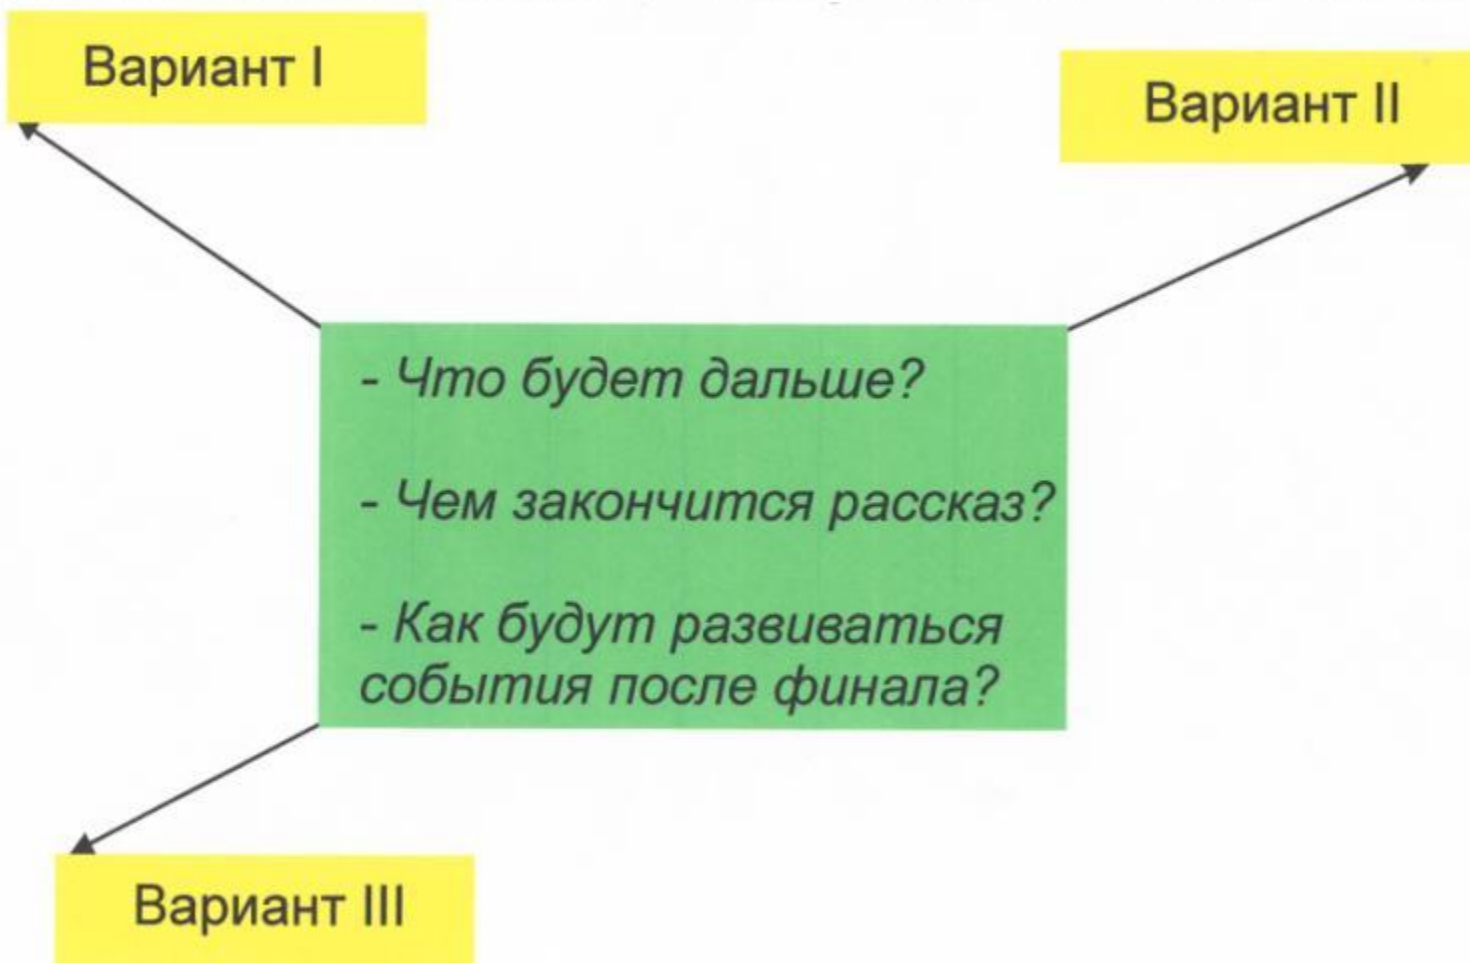 Вариант I
Вариант II
- Что будет дальше?
- Чем закончится рассказ?
- Как будут развиваться
события после финала?
Вариант III